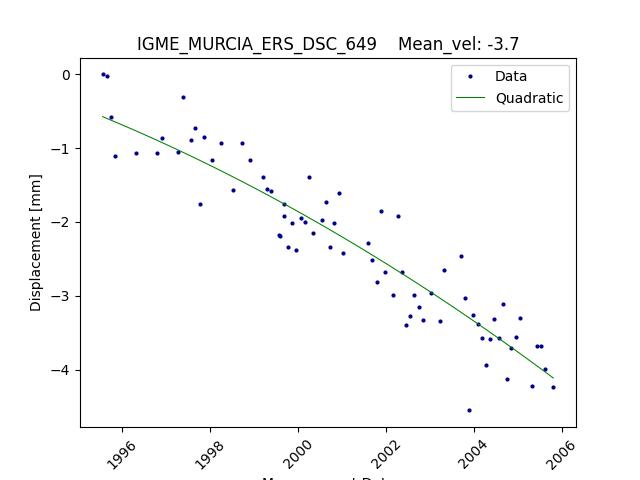 IGME_MURCIA_ERS_DSC_649    Mean_vel: -3.7
Data
Quadratic
Displacement [mm]
0
−1
−2
−3
−4
1996
1998
2000
2002
2004
2006